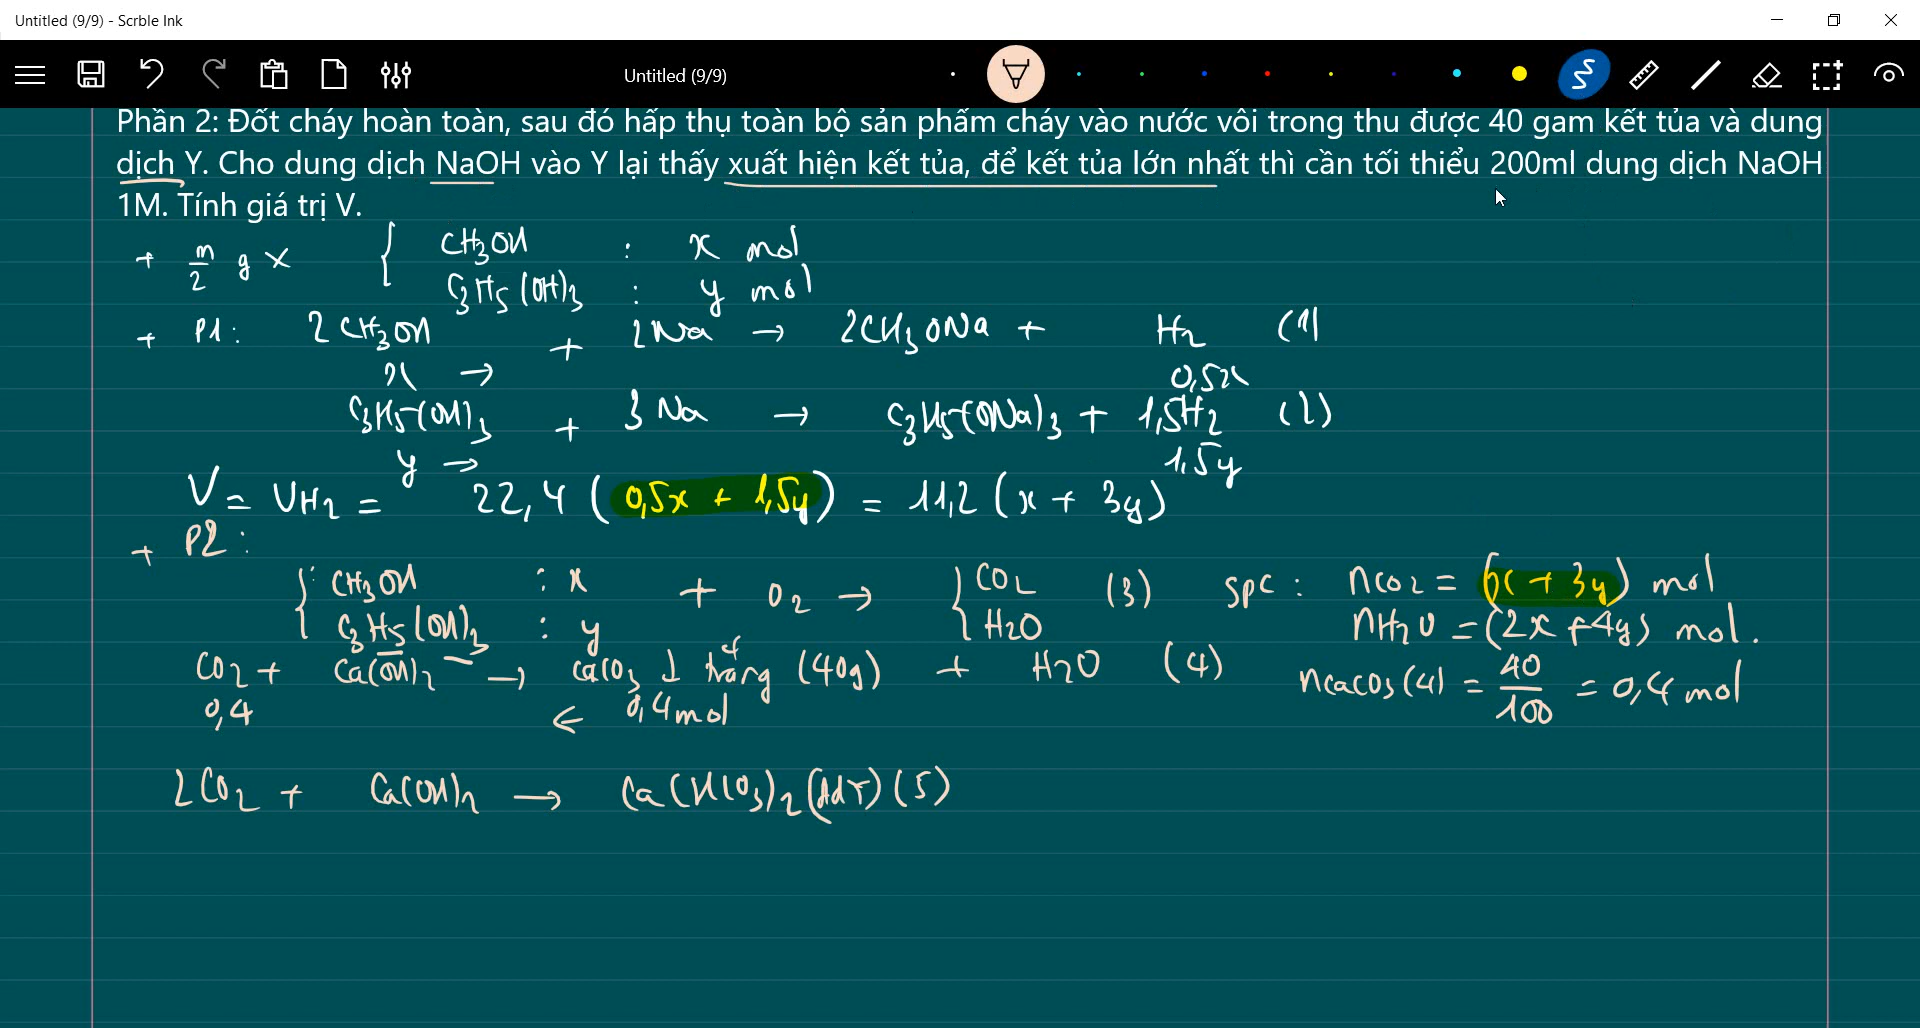 Untitled (9/9) - Scrble Ink
Untitled (9/9)
Phần 2: Đốt cháy hoàn toàn, sau đó hấp thụ toàn bộ sản phẩm cháy vào nước vôi trong thu được 40 gam kết tủa và dung
dịch Y. Cho dung dịch NaOH vào Y lại thấy xuất hiện kết tủa, để kết tủa lớn nhất thì cần tối thiểu 200ml dung dịch NaOH
1M. Tính giá trị V.
+ m/2 g X { CH3OH : x mol
C3H5(OH)3 : y mol
+ P1: 2CH3OH + 2Na → 2CH3ONa + H2 (1)
x → 0,5x
C3H5(OH)3 + 3Na → C3H5(ONa)3 + 1,5H2 (2)
y → 1,5y
V = VH2 = 22,4 (0,5x + 1,5y) = 11,2 (x + 3y)
+ P2:
{ CH3OH : x + O2 → { CO2 (3) spc : nCO2 = (x + 3y) mol
C3H5(OH)3 : y H2O nH2O = (2x + 4y) mol.
CO2 + Ca(OH)2 → CaCO3 ↓ trắng (40g) + H2O (4) nCaCO3(4) = 40/100 = 0,4 mol
0,4 ← 0,4 mol
2CO2 + Ca(OH)2 → Ca(HCO3)2 (ddY) (5)